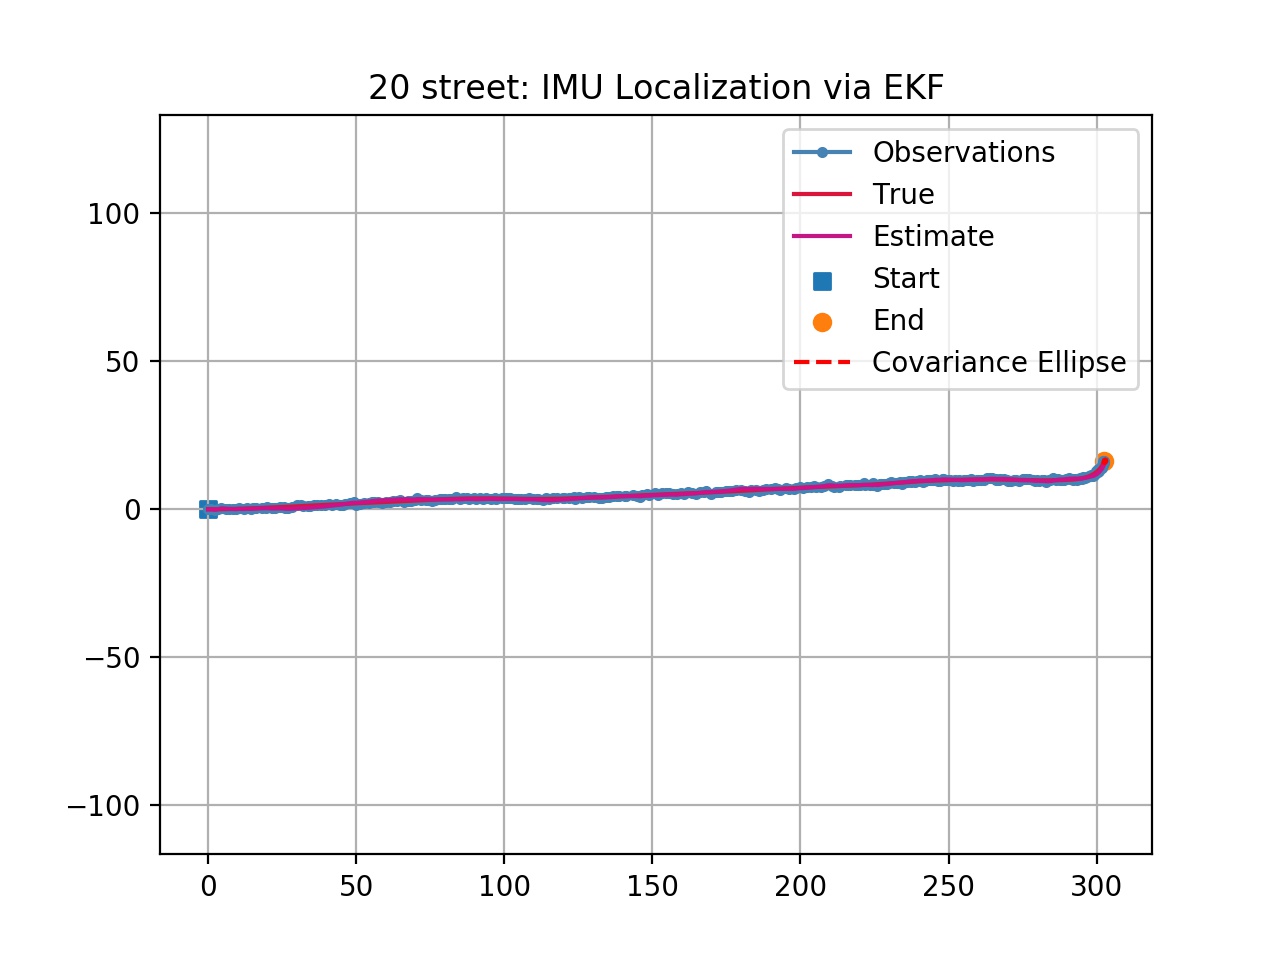 20 street: IMU Localization via EKF
Observations
True
Estimate
Start
End
Covariance Ellipse
100
50
0
−50
−100
0 50 100 150 200 250 300